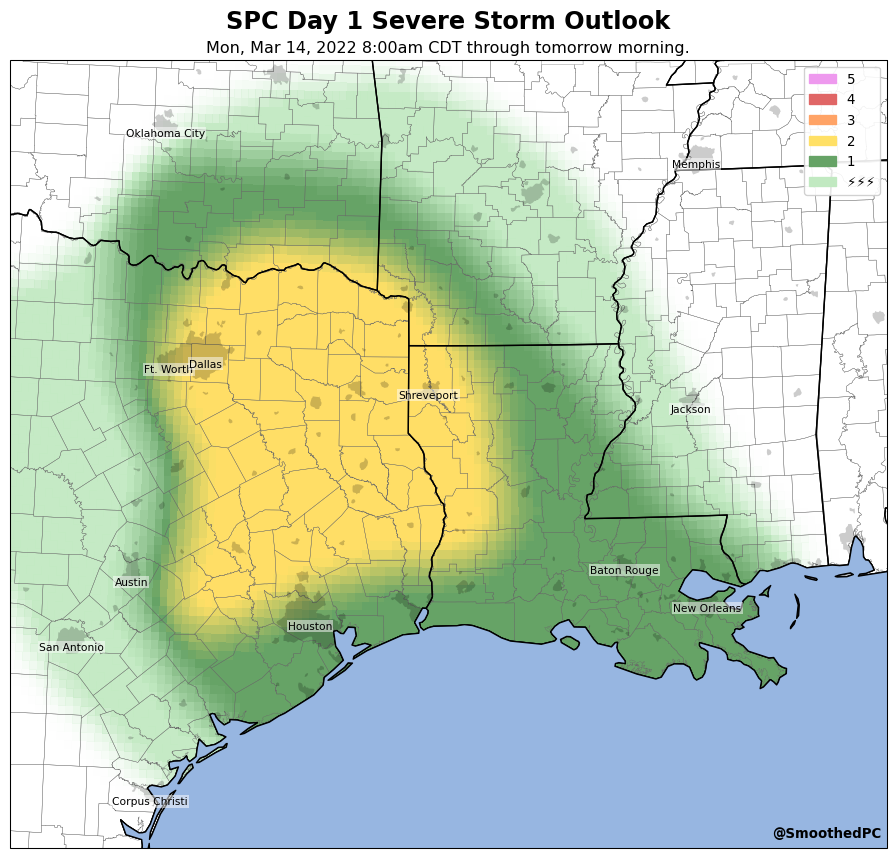 SPC Day 1 Severe Storm Outlook
Mon, Mar 14, 2022 8:00am CDT through tomorrow morning.
5
4
3
2
1
⚡⚡⚡
Oklahoma City
Memphis
Ft. Worth
Dallas
Shreveport
Jackson
Austin
Baton Rouge
New Orleans
Houston
San Antonio
Corpus Christi
@SmoothedPC